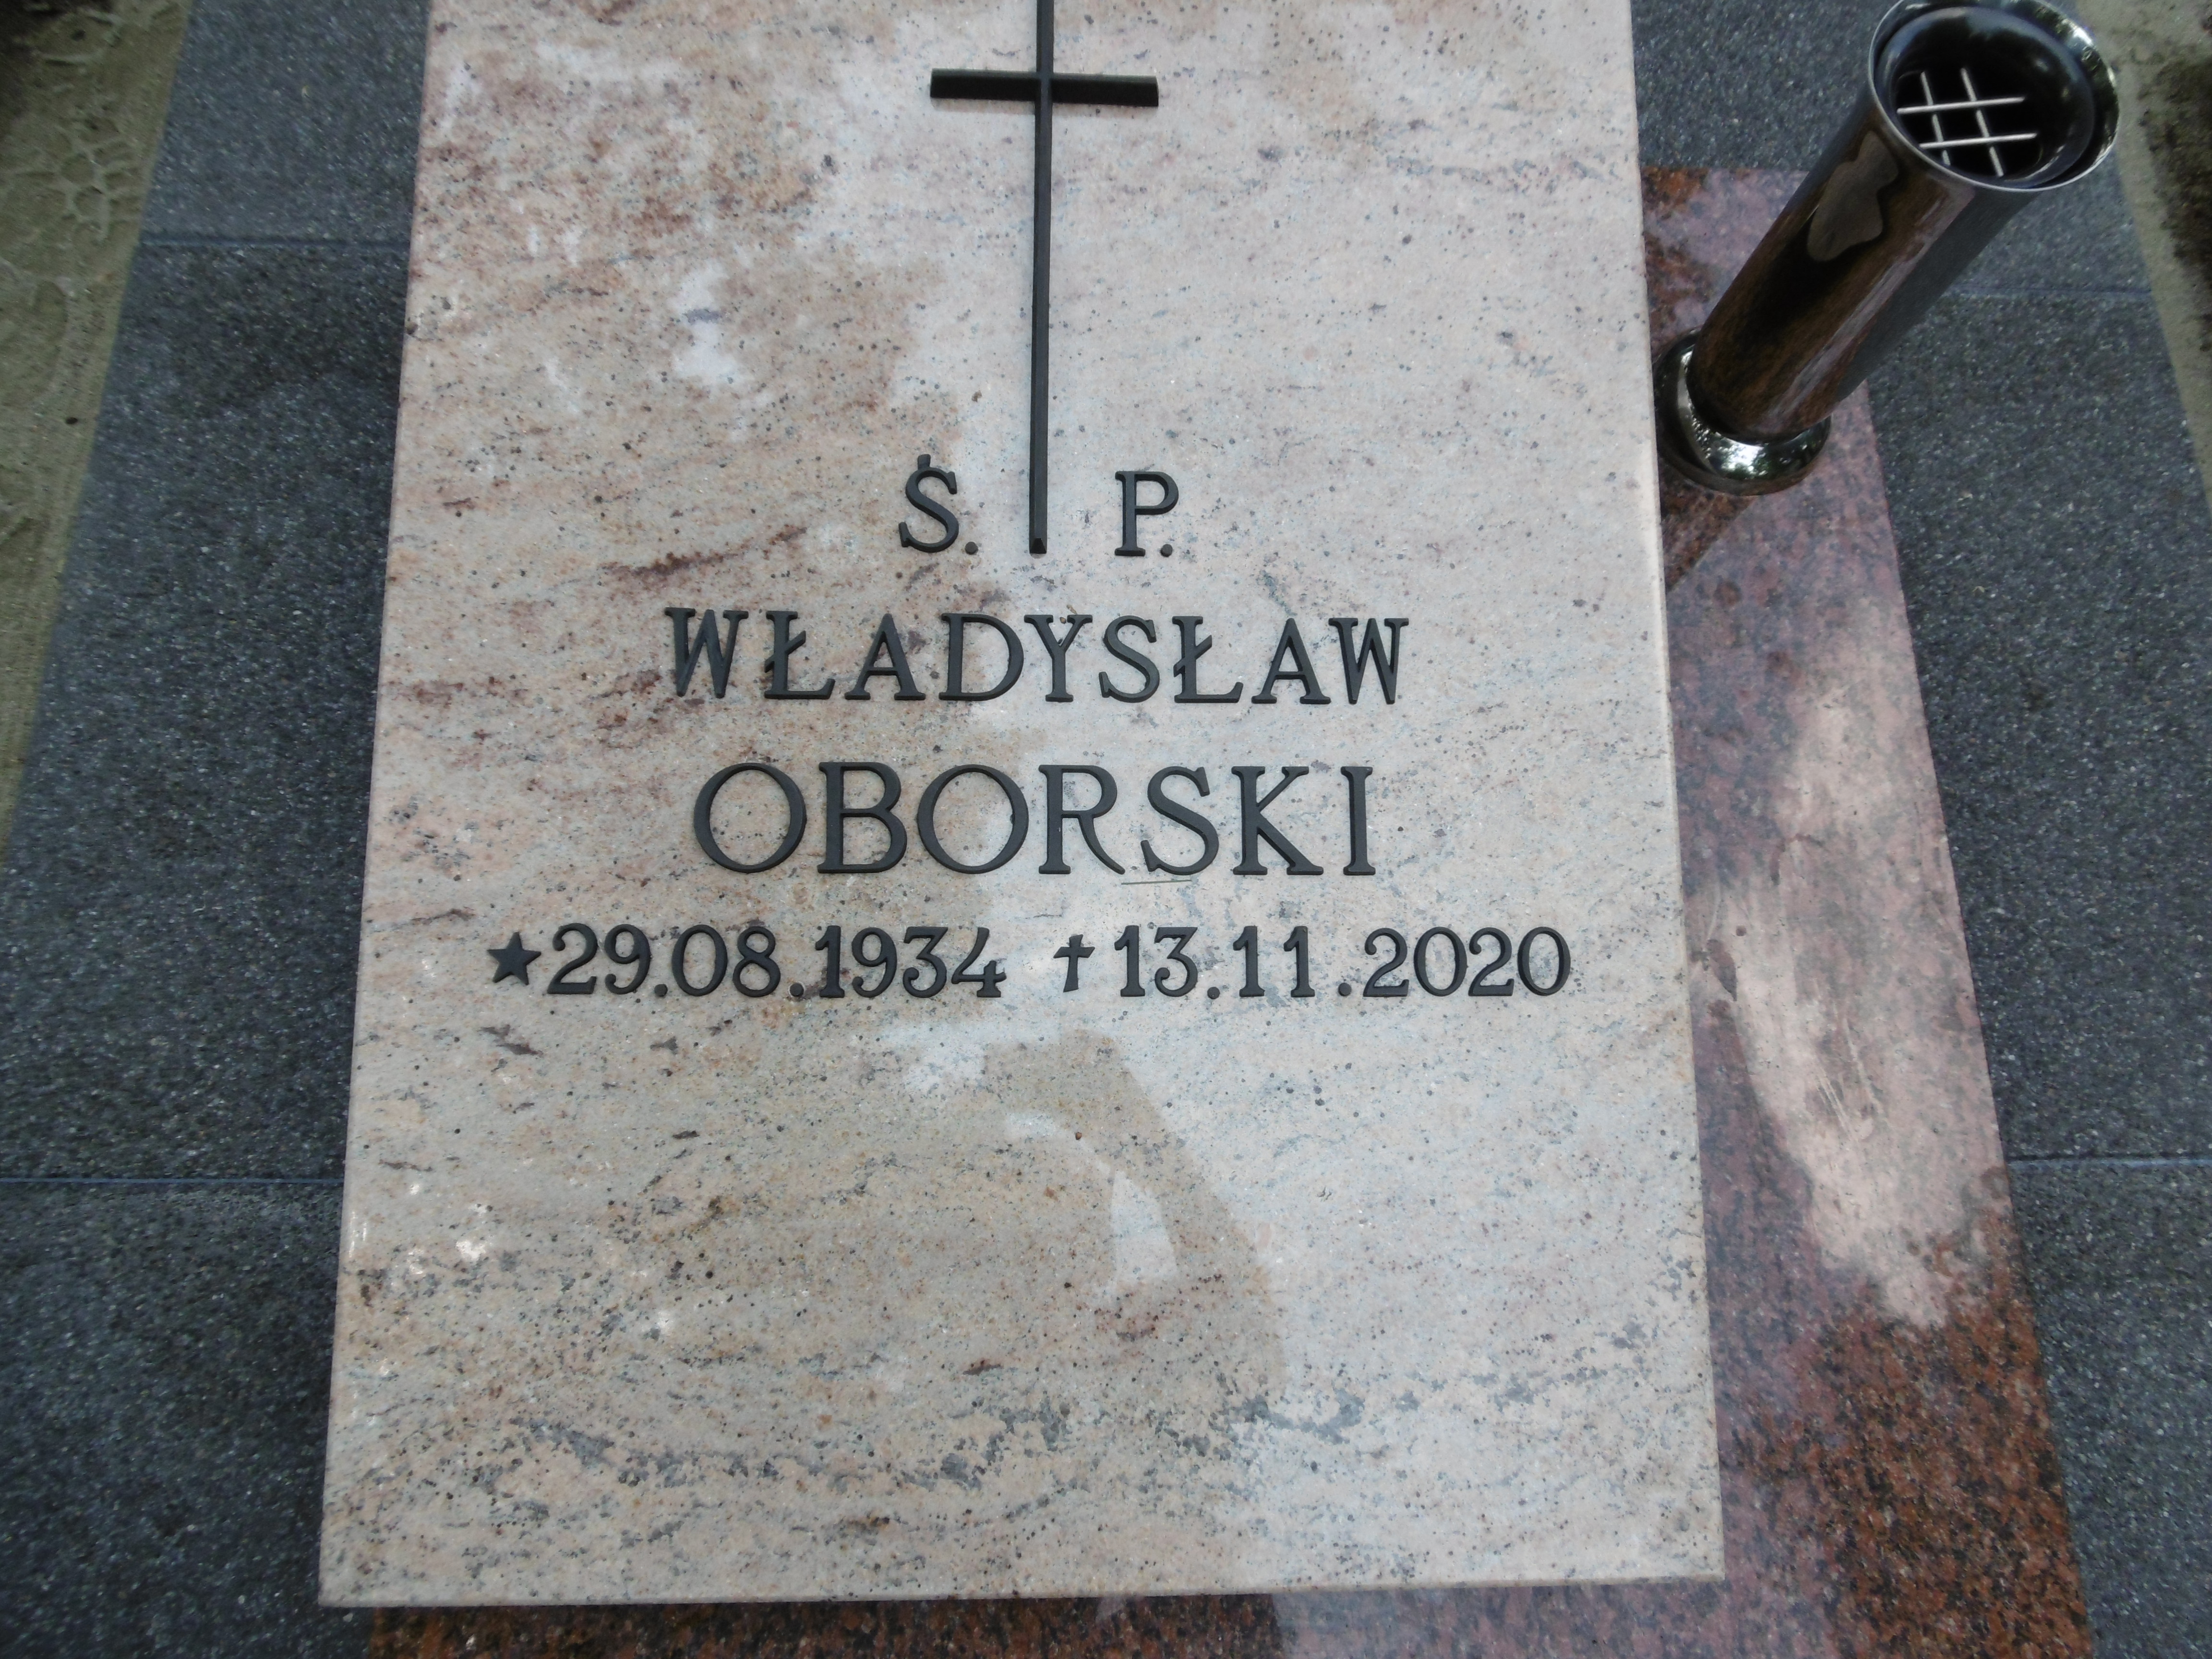 Ś. P.
WŁADYSŁAW
OBORSKI
★29.08.1934 ✝13.11.2020